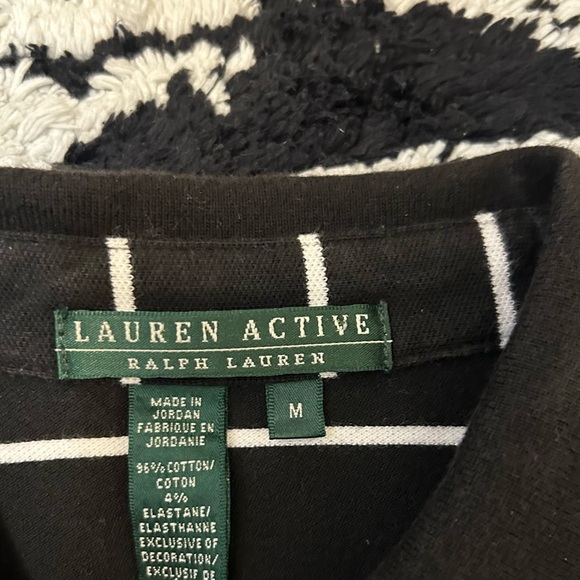 LAUREN ACTIVE
RALPH LAUREN
M
MADE IN
JORDAN
FABRIQUE EN
JORDANIE
96% COTTON/
COTON
4%
ELASTANE/
ELASTHANNE
EXCLUSIVE OF
DECORATION/
EXCLUSIF DE